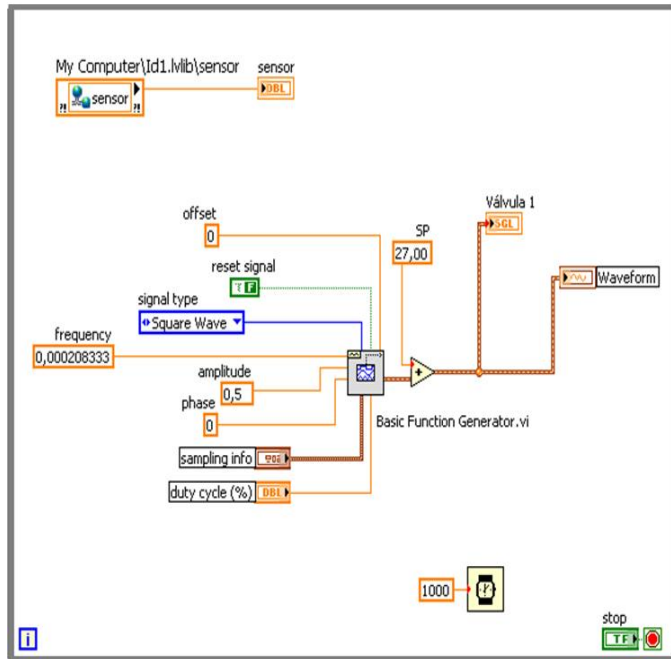 My Computer\Id1.lvlib\sensor
sensor
sensor
DBL
offset
0
SP
27,00
Válvula 1
SGL
reset signal
T F
Waveform
signal type
Square Wave
frequency
0,000208333
amplitude
0,5
phase
0
Basic Function Generator.vi
sampling info
duty cycle (%)
DBL
1000
stop
TF
i